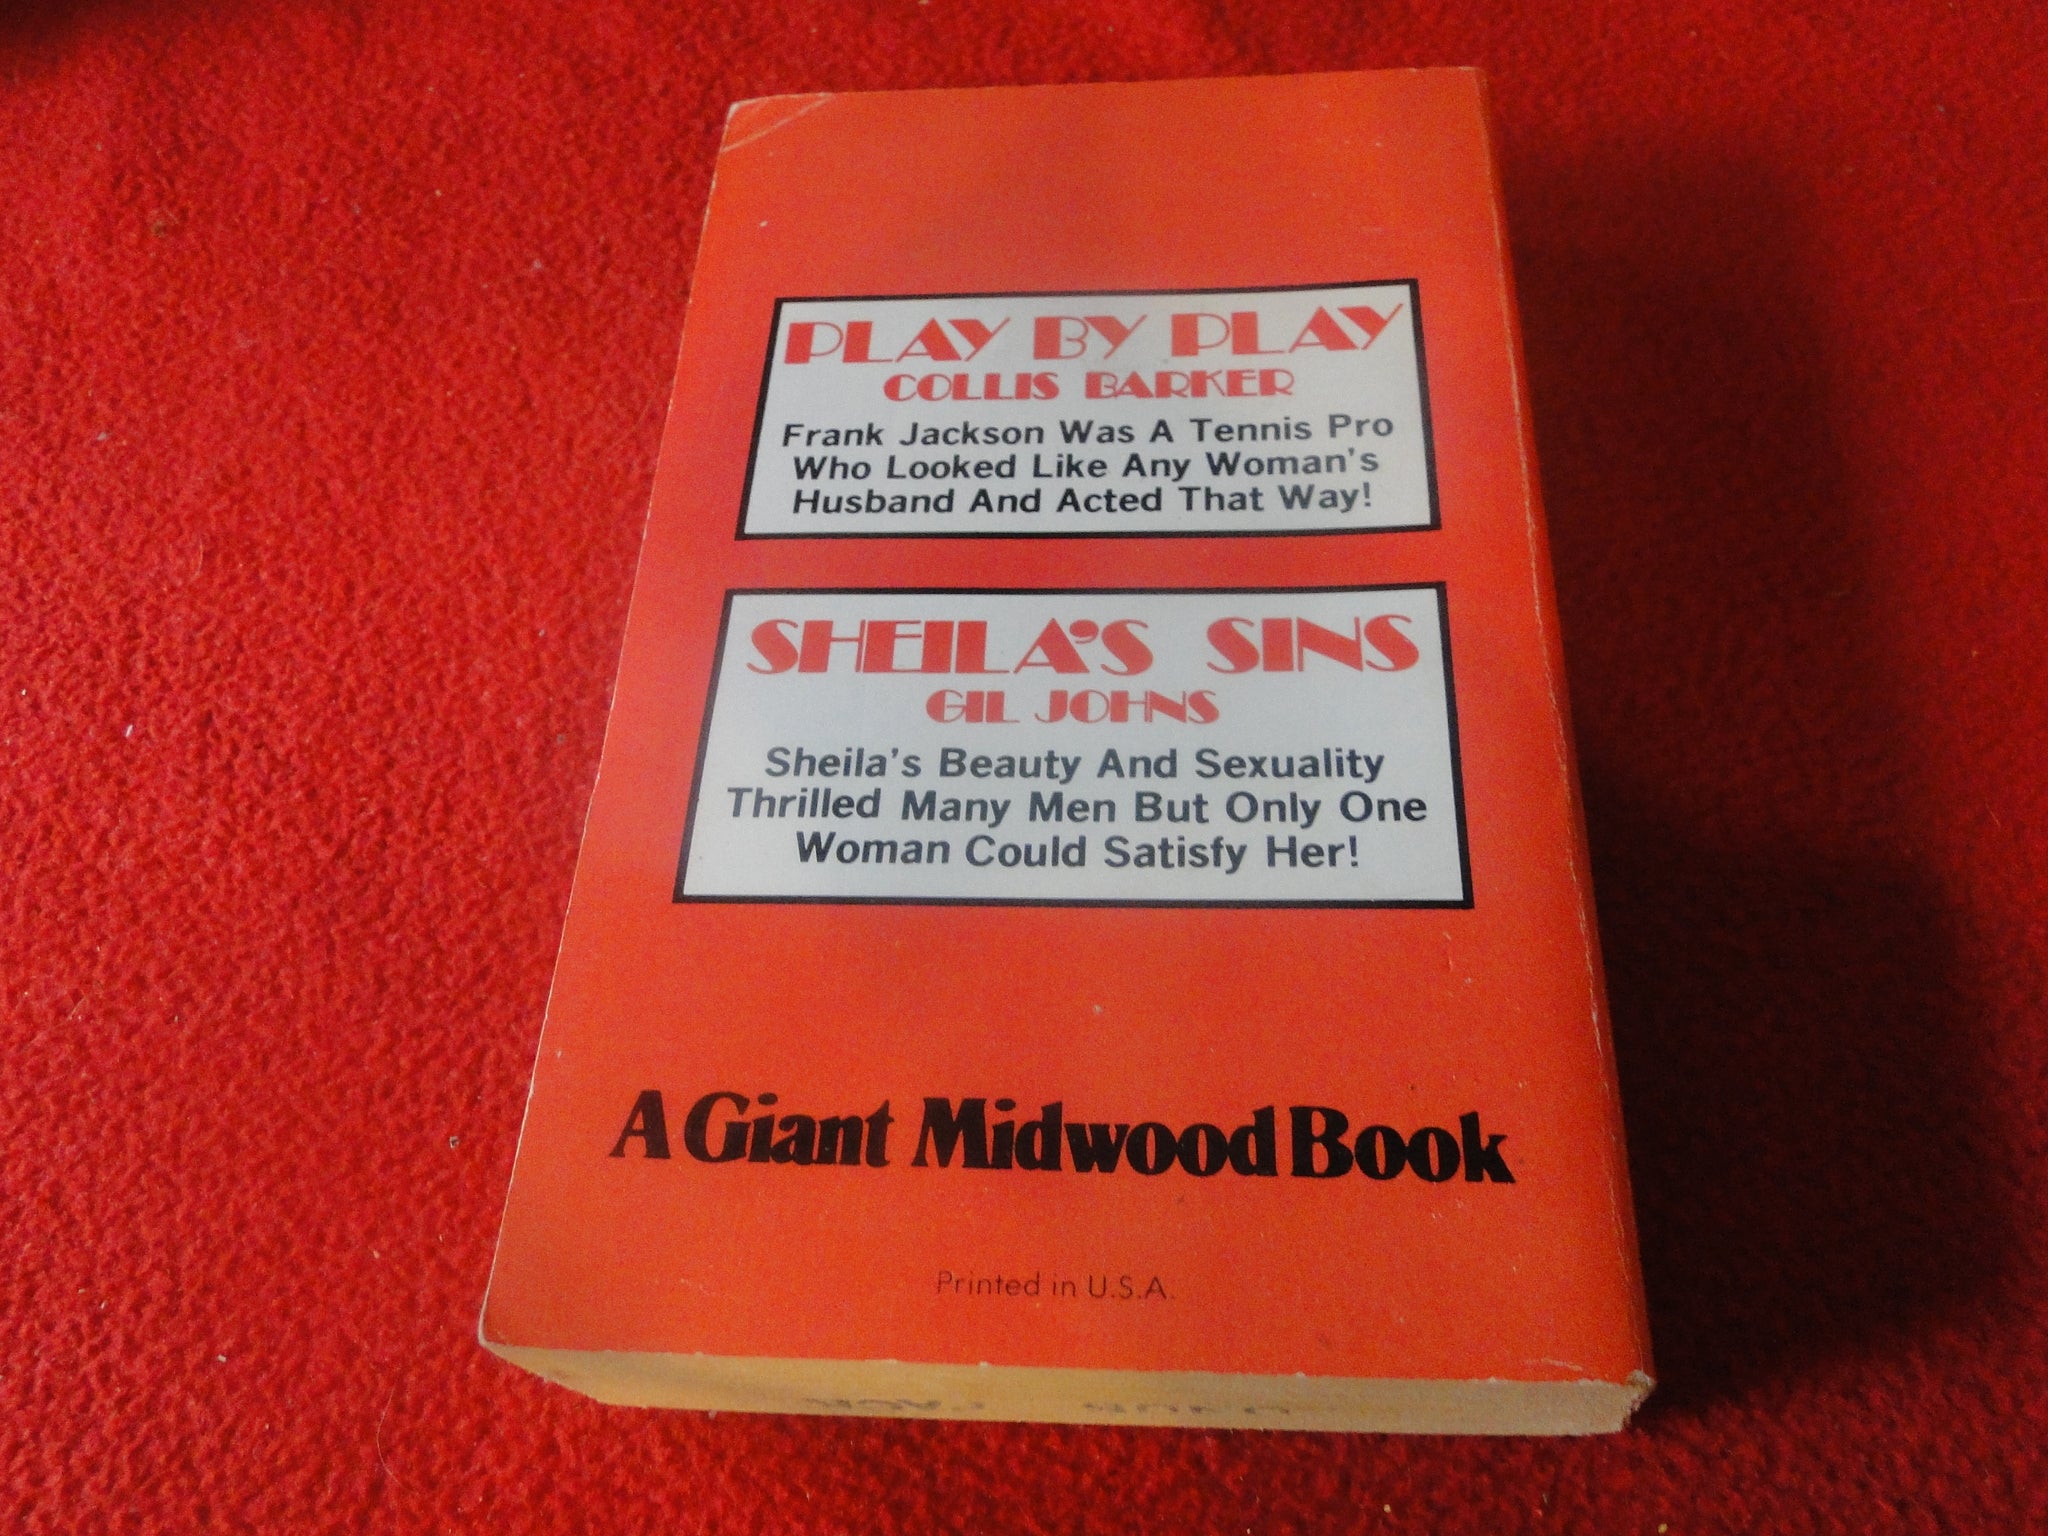 PLAY BY PLAY
COLLIS BARKER
Frank Jackson Was A Tennis Pro
Who Looked Like Any Woman's
Husband And Acted That Way!
SHEILA'S SINS
GIL JOHNS
Sheila's Beauty And Sexuality
Thrilled Many Men But Only One
Woman Could Satisfy Her!
A Giant Midwood Book
Printed in U.S.A.